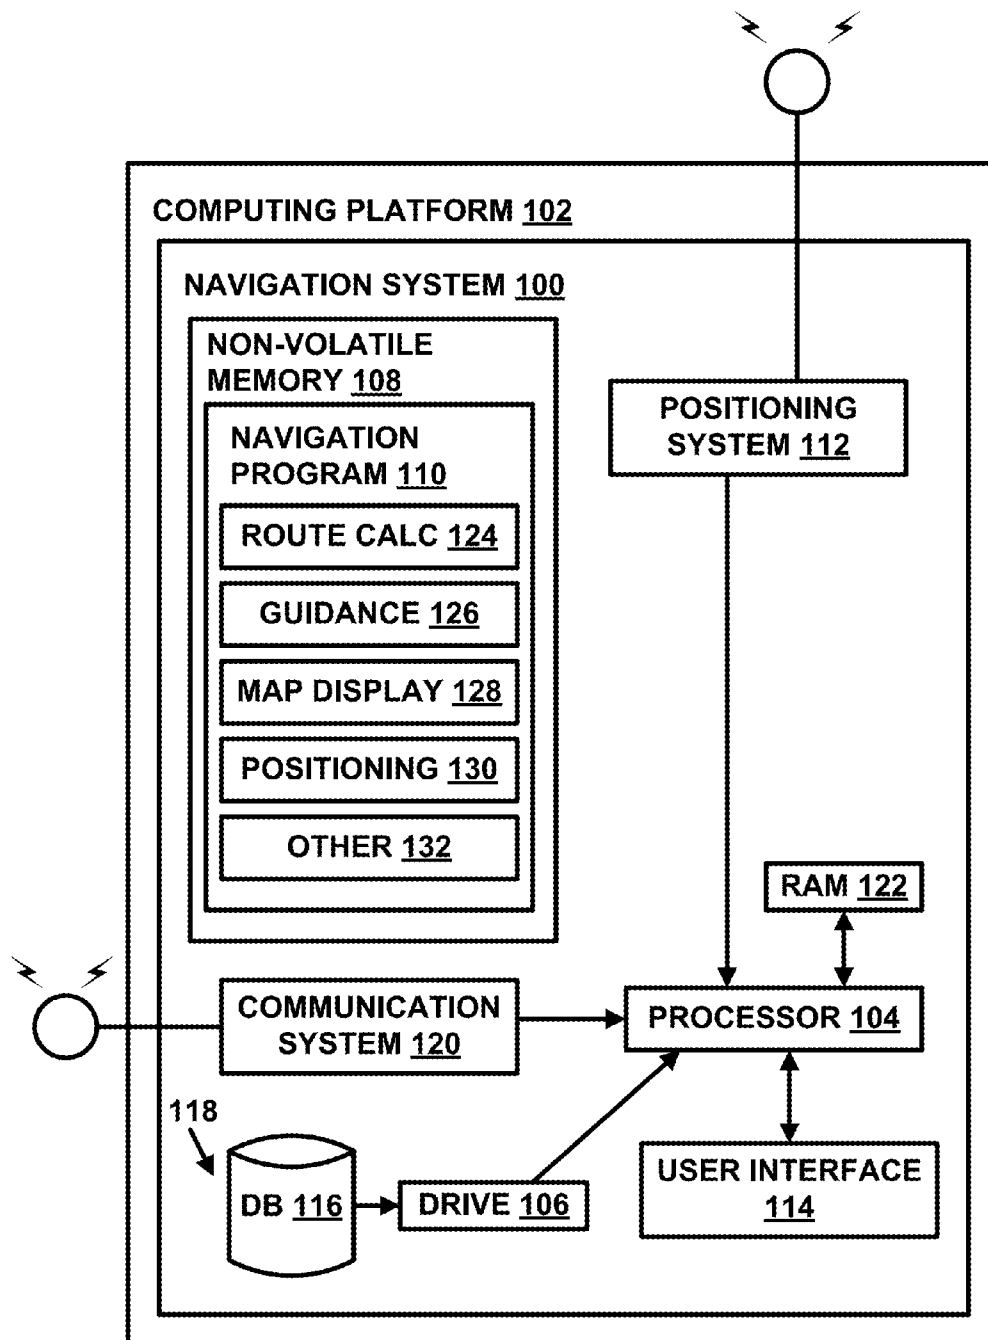 COMPUTING PLATFORM 102
NAVIGATION SYSTEM 100
NON-VOLATILE
MEMORY 108
NAVIGATION
PROGRAM 110
ROUTE CALC 124
GUIDANCE 126
MAP DISPLAY 128
POSITIONING 130
OTHER 132
POSITIONING
SYSTEM 112
RAM 122
COMMUNICATION
SYSTEM 120
PROCESSOR 104
118
DB 116
DRIVE 106
USER INTERFACE
114